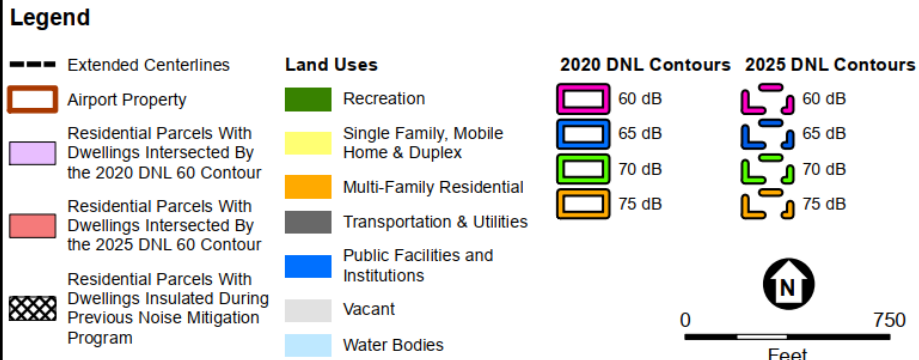 Legend
Extended Centerlines
Airport Property
Residential Parcels With
Dwellings Intersected By
the 2020 DNL 60 Contour
Residential Parcels With
Dwellings Intersected By
the 2025 DNL 60 Contour
Residential Parcels With
Dwellings Insulated During
Previous Noise Mitigation
Program
Land Uses
Recreation
Single Family, Mobile
Home & Duplex
Multi-Family Residential
Transportation & Utilities
Public Facilities and
Institutions
Vacant
Water Bodies
2020 DNL Contours
60 dB
65 dB
70 dB
75 dB
2025 DNL Contours
60 dB
65 dB
70 dB
75 dB
N
0 750
Feet